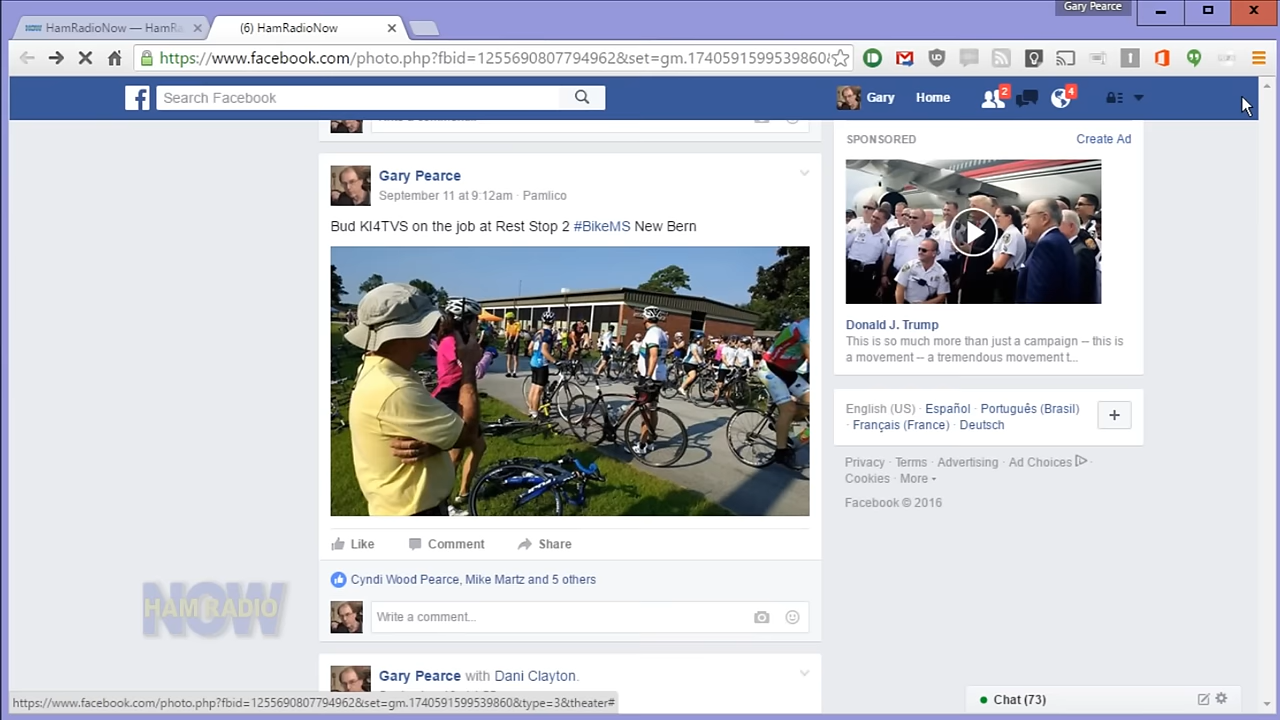 Gary Pearce
HamRadioNow — HamRa
(6) HamRadioNow
https://www.facebook.com/photo.php?fbid=1255690807794962&set=gm.1740591599539860&
Search Facebook
Gary
Home
2
4
Gary Pearce
September 11 at 9:12am · Pamlico
Bud KI4TVS on the job at Rest Stop 2 #BikeMS New Bern
Like
Comment
Share
Cyndi Wood Pearce, Mike Martz and 5 others
Write a comment...
Gary Pearce with Dani Clayton.
SPONSORED
Create Ad
Donald J. Trump
This is so much more than just a campaign -- this is
a movement -- a tremendous movement t...
English (US) · Español · Português (Brasil)
· Français (France) · Deutsch
Privacy · Terms · Advertising · Ad Choices ·
Cookies · More
Facebook © 2016
HAM RADIO
NOW
https://www.facebook.com/photo.php?fbid=1255690807794962&set=gm.1740591599539860&type=3&theater#
Chat (73)